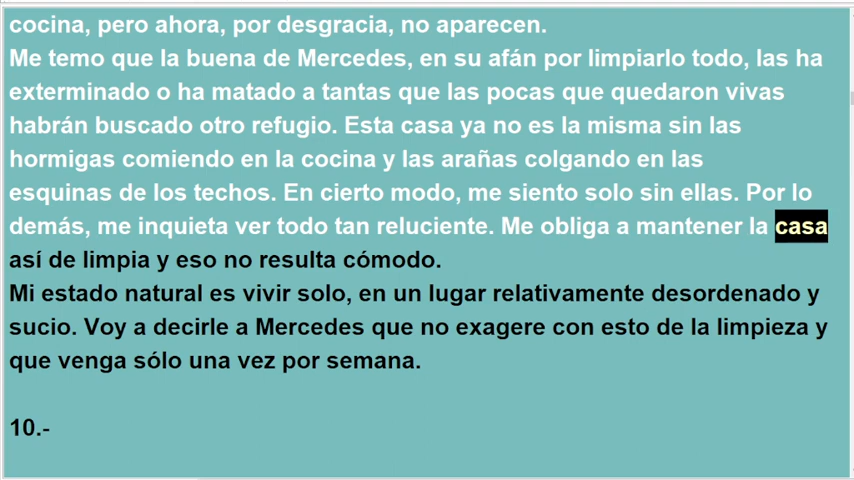 cocina, pero ahora, por desgracia, no aparecen.
Me temo que la buena de Mercedes, en su afán por limpiarlo todo, las ha
exterminado o ha matado a tantas que las pocas que quedaron vivas
habrán buscado otro refugio. Esta casa ya no es la misma sin las
hormigas comiendo en la cocina y las arañas colgando en las
esquinas de los techos. En cierto modo, me siento solo sin ellas. Por lo
demás, me inquieta ver todo tan reluciente. Me obliga a mantener la casa
así de limpia y eso no resulta cómodo.
Mi estado natural es vivir solo, en un lugar relativamente desordenado y
sucio. Voy a decirle a Mercedes que no exagere con esto de la limpieza y
que venga sólo una vez por semana.
10.-